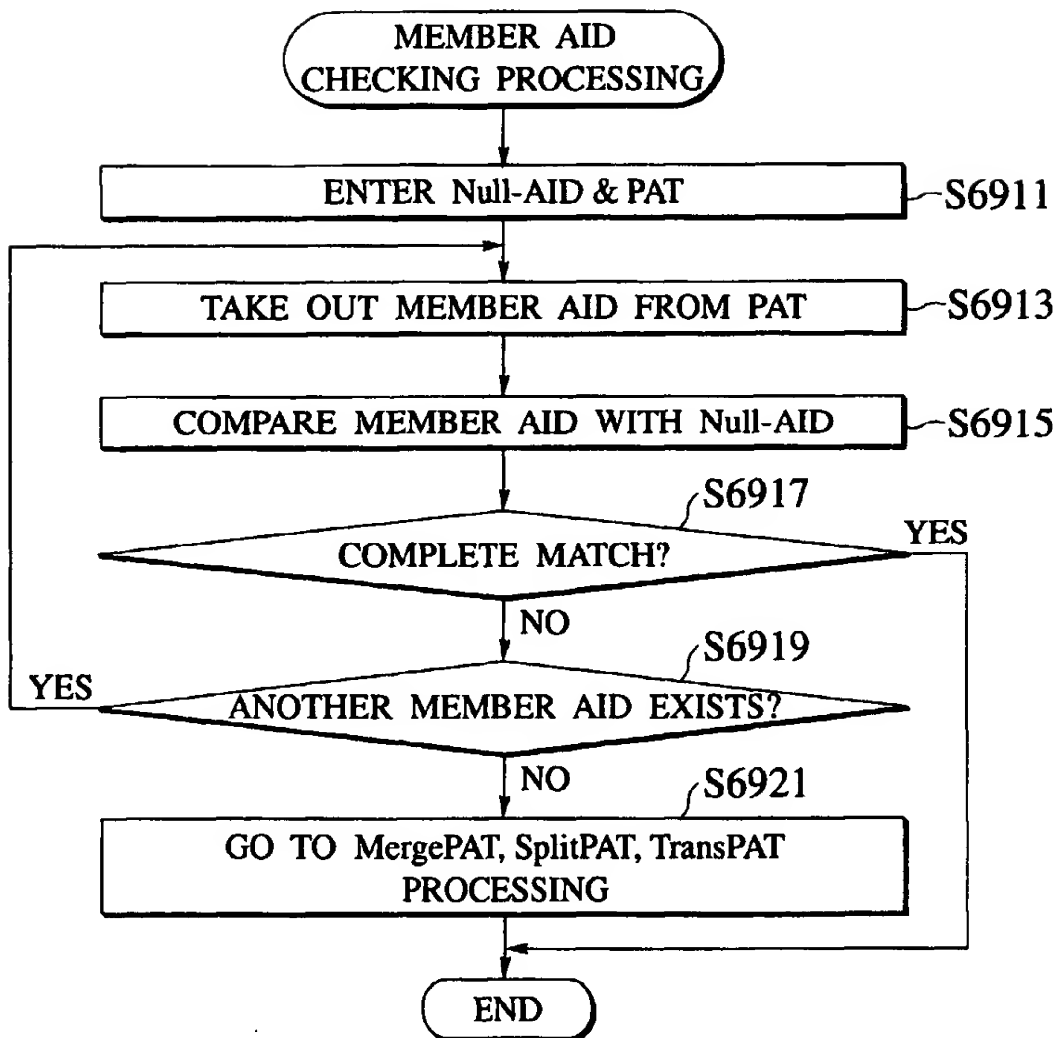 MEMBER AID
CHECKING PROCESSING
ENTER Null-AID & PAT
S6911
TAKE OUT MEMBER AID FROM PAT
S6913
COMPARE MEMBER AID WITH Null-AID
S6915
S6917
COMPLETE MATCH?
YES
NO
S6919
YES
ANOTHER MEMBER AID EXISTS?
NO
S6921
GO TO MergePAT, SplitPAT, TransPAT
PROCESSING
END